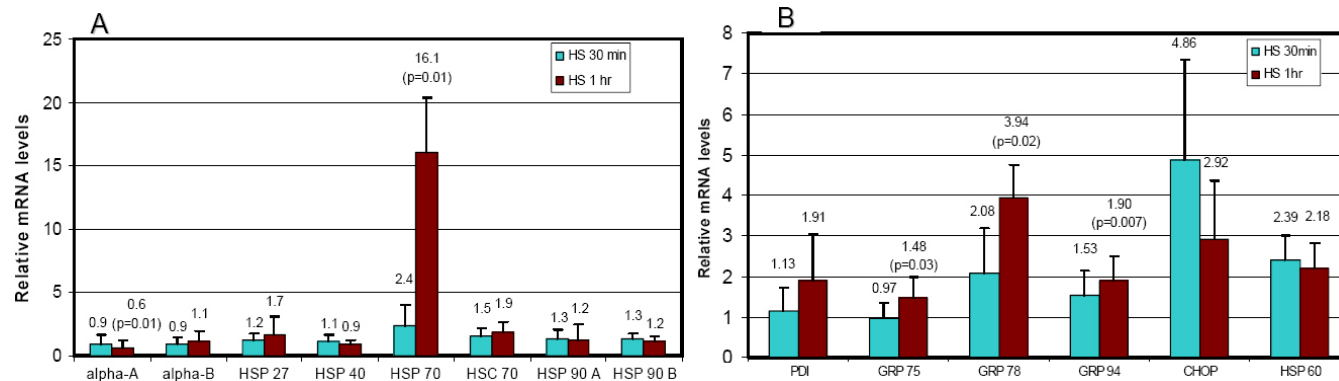 A
Relative mRNA levels
25
20
15
10
5
0
HS 30 min
HS 1 hr
16.1
(p=0.01)
0.9
0.6
(p=0.01)
0.9
1.1
1.2
1.7
1.1
0.9
2.4
1.5
1.9
1.3
1.2
1.3
1.2
alpha-A alpha-B HSP 27 HSP 40 HSP 70 HSC 70 HSP 90 A HSP 90 B
B
Relative mRNA levels
8
7
6
5
4
3
2
1
0
HS 30min
HS 1hr
1.13
1.91
0.97
1.48
(p=0.03)
2.08
3.94
(p=0.02)
1.53
1.90
(p=0.007)
4.86
2.92
2.39
2.18
PDI GRP 75 GRP 78 GRP 94 CHOP HSP 60